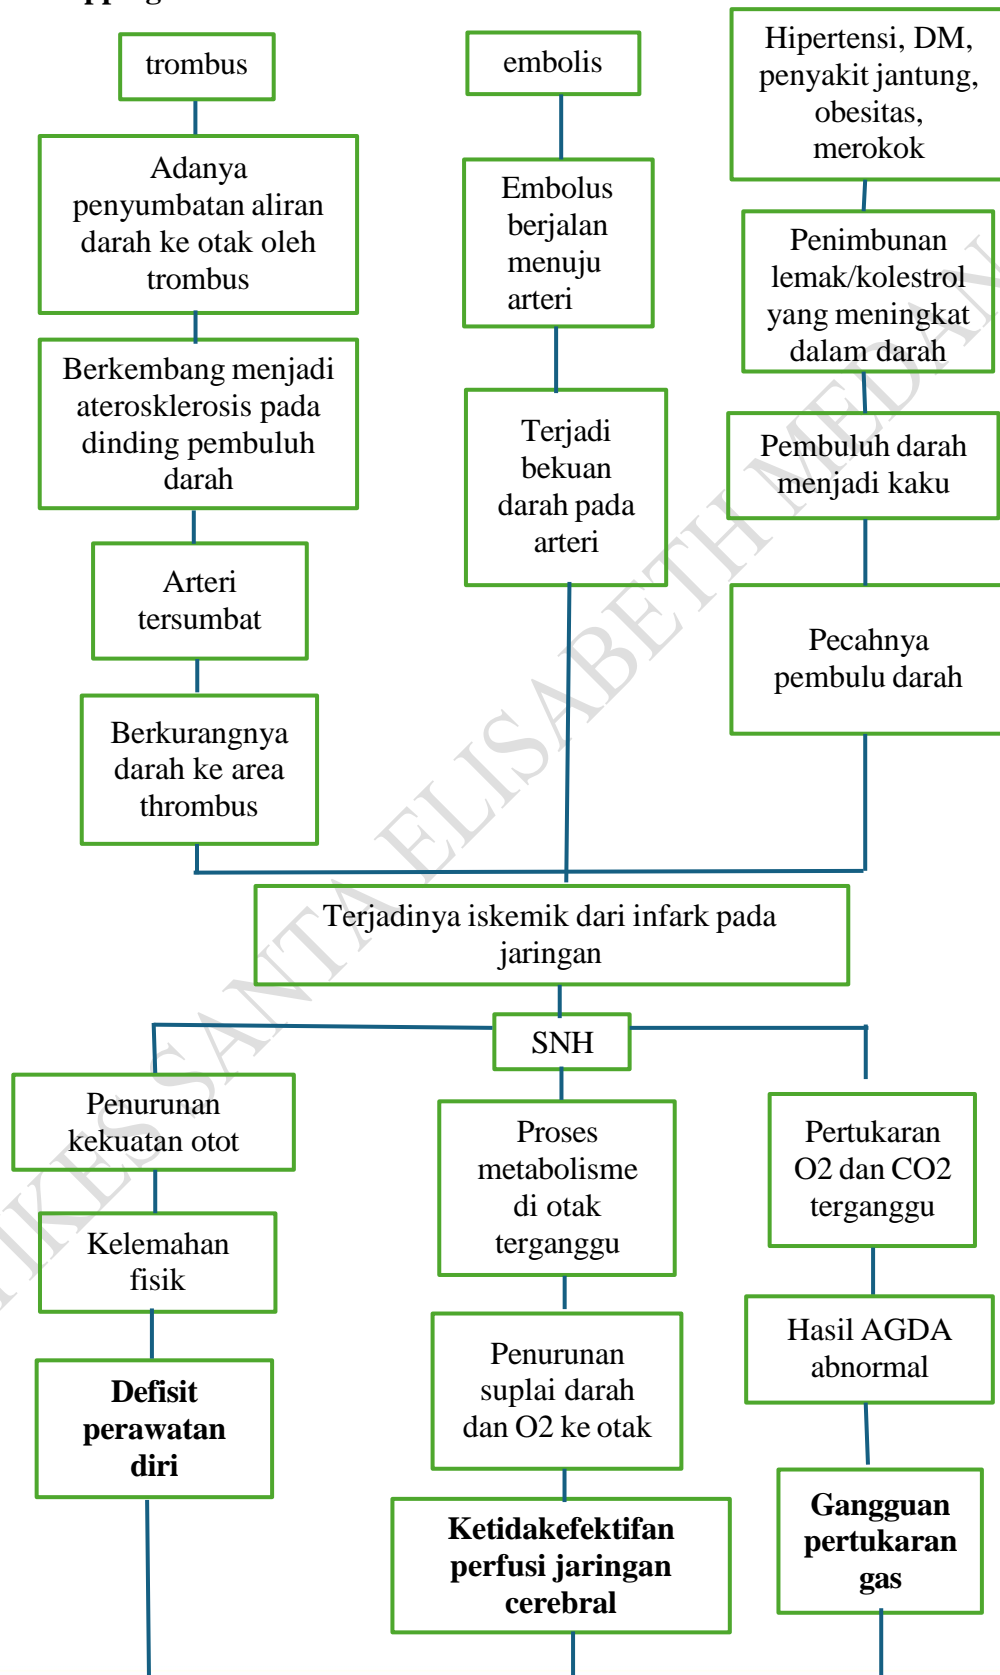 trombus
Adanya
penyumbatan aliran
darah ke otak oleh
trombus
Berkembang menjadi
aterosklerosis pada
dinding pembuluh
darah
Arteri
tersumbat
Berkurangnya
darah ke area
thrombus
embolis
Embolus
berjalan
menuju
arteri
Terjadi
bekuan
darah pada
arteri
Hipertensi, DM,
penyakit jantung,
obesitas,
merokok
Penimbunan
lemak/kolestrol
yang meningkat
dalam darah
Pembuluh darah
menjadi kaku
Pecahnya
pembulu darah
Terjadinya iskemik dari infark pada
jaringan
SNH
Penurunan
kekuatan otot
Kelemahan
fisik
Defisit
perawatan
diri
Proses
metabolisme
di otak
terganggu
Penurunan
suplai darah
dan O2 ke otak
Ketidakefektifan
perfusi jaringan
cerebral
Pertukaran
O2 dan CO2
terganggu
Hasil AGDA
abnormal
Gangguan
pertukaran
gas
SANTA ELISABETH MEDAN